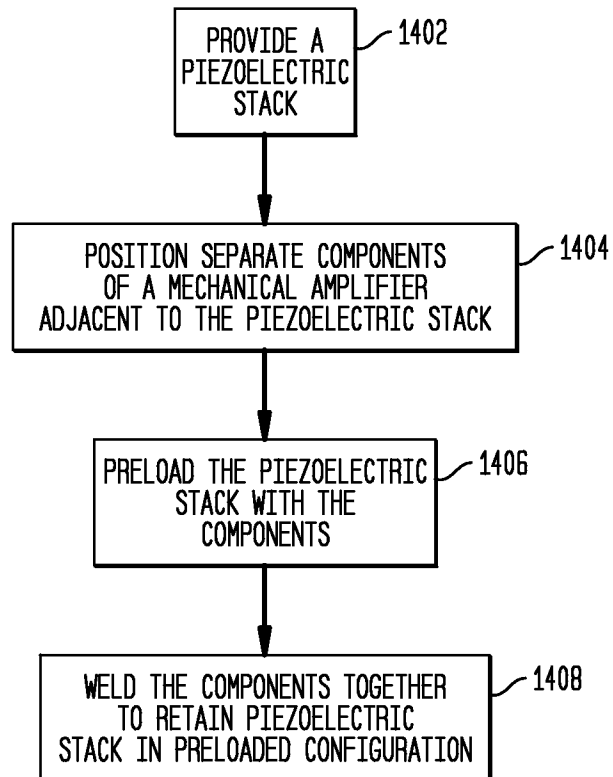 PROVIDE A
PIEZOELECTRIC
STACK
1402
POSITION SEPARATE COMPONENTS
OF A MECHANICAL AMPLIFIER
ADJACENT TO THE PIEZOELECTRIC STACK
1404
PRELOAD THE PIEZOELECTRIC
STACK WITH THE
COMPONENTS
1406
WELD THE COMPONENTS TOGETHER
TO RETAIN PIEZOELECTRIC
STACK IN PRELOADED CONFIGURATION
1408